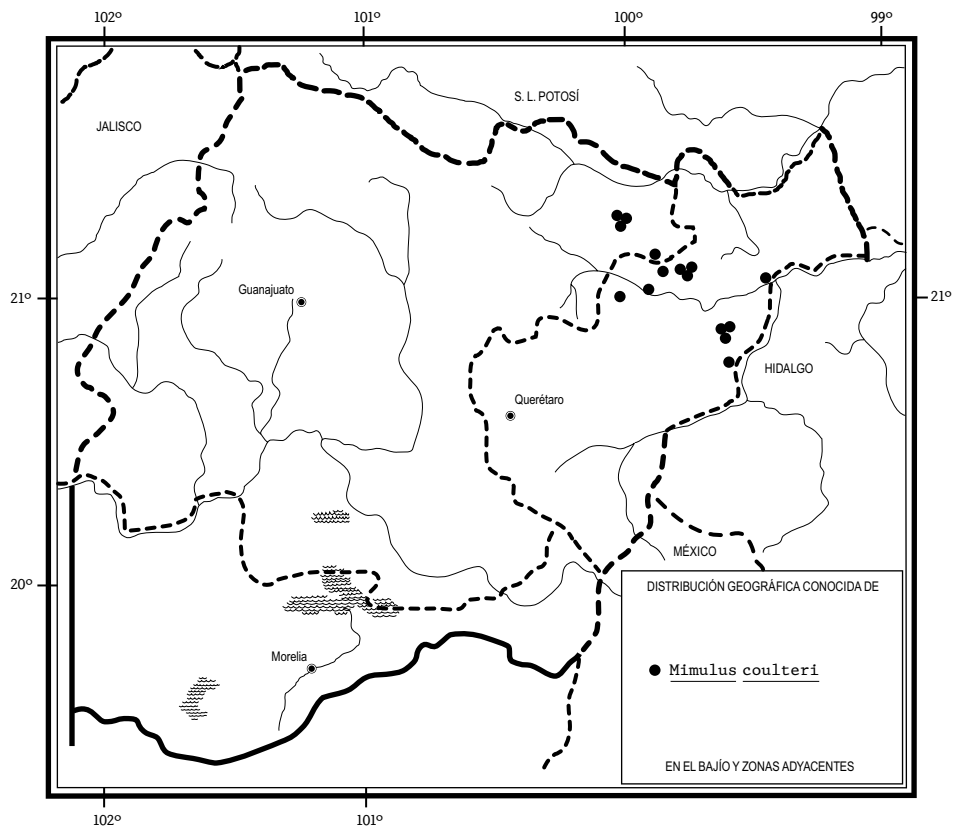 102º 101º 100º 99º
S. L. POTOSÍ
JALISCO
Guanajuato
21º
21º
HIDALGO
Querétaro
MÉXICO
20º
DISTRIBUCIÓN GEOGRÁFICA CONOCIDA DE
Morelia
Mimulus coulteri
EN EL BAJÍO Y ZONAS ADYACENTES
102º 101º